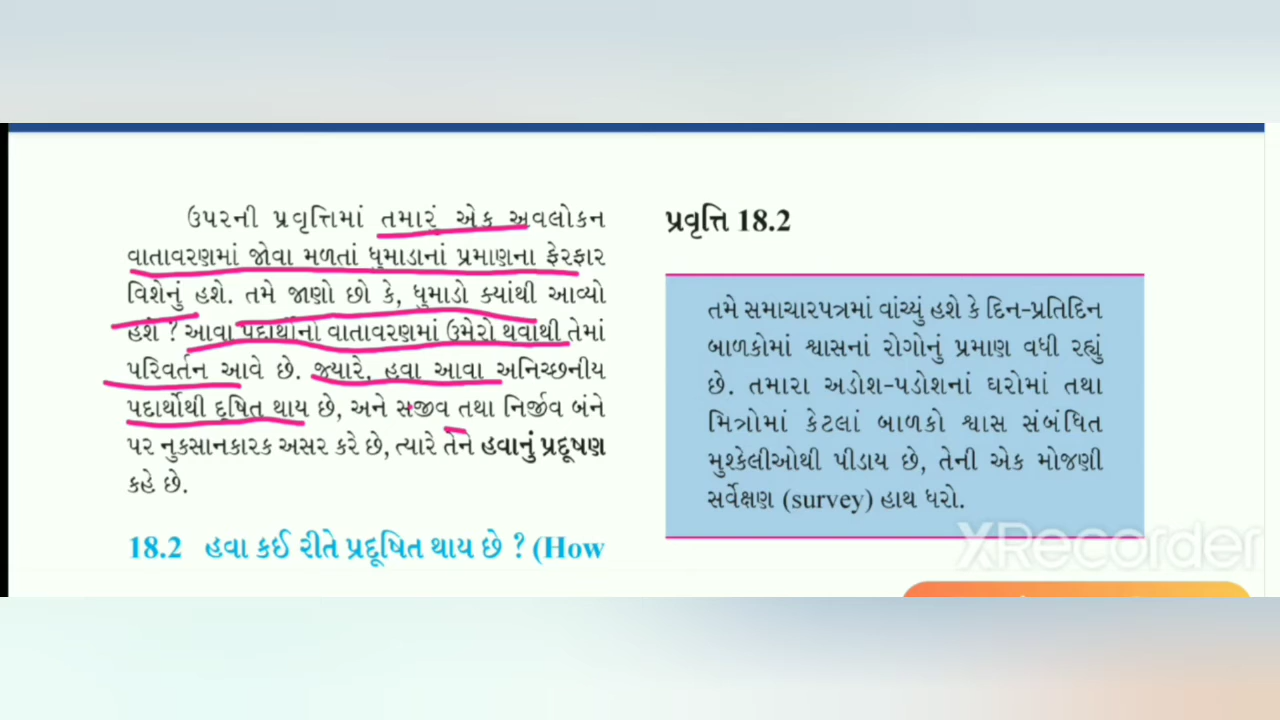 ઉપરની પ્રવૃત્તિમાં તમારું એક અવલોકન
વાતાવરણમાં જોવા મળતાં ધુમાડાનાં પ્રમાણના ફેરફાર
વિશેનું હશે. તમે જાણો છો કે, ધુમાડો ક્યાંથી આવ્યો
હશે ? આવા પદાર્થોનો વાતાવરણમાં ઉમેરો થવાથી તેમાં
પરિવર્તન આવે છે. જ્યારે, હવા આવા અનિચ્છનીય
પદાર્થોથી દૂષિત થાય છે, અને સજીવ તથા નિર્જીવ બંને
પર નુકસાનકારક અસર કરે છે, ત્યારે તેને હવાનું પ્રદૂષણ
કહે છે.
18.2 હવા કઈ રીતે પ્રદૂષિત થાય છે ? (How
પ્રવૃત્તિ 18.2
તમે સમાચારપત્રમાં વાંચ્યું હશે કે દિન-પ્રતિદિન
બાળકોમાં શ્વાસનાં રોગોનું પ્રમાણ વધી રહ્યું
છે. તમારા અડોશ-પડોશનાં ઘરોમાં તથા
મિત્રોમાં કેટલાં બાળકો શ્વાસ સંબંધિત
મુશ્કેલીઓથી પીડાય છે, તેની એક મોજણી
સર્વેક્ષણ (survey) હાથ ધરો.
XRecorder